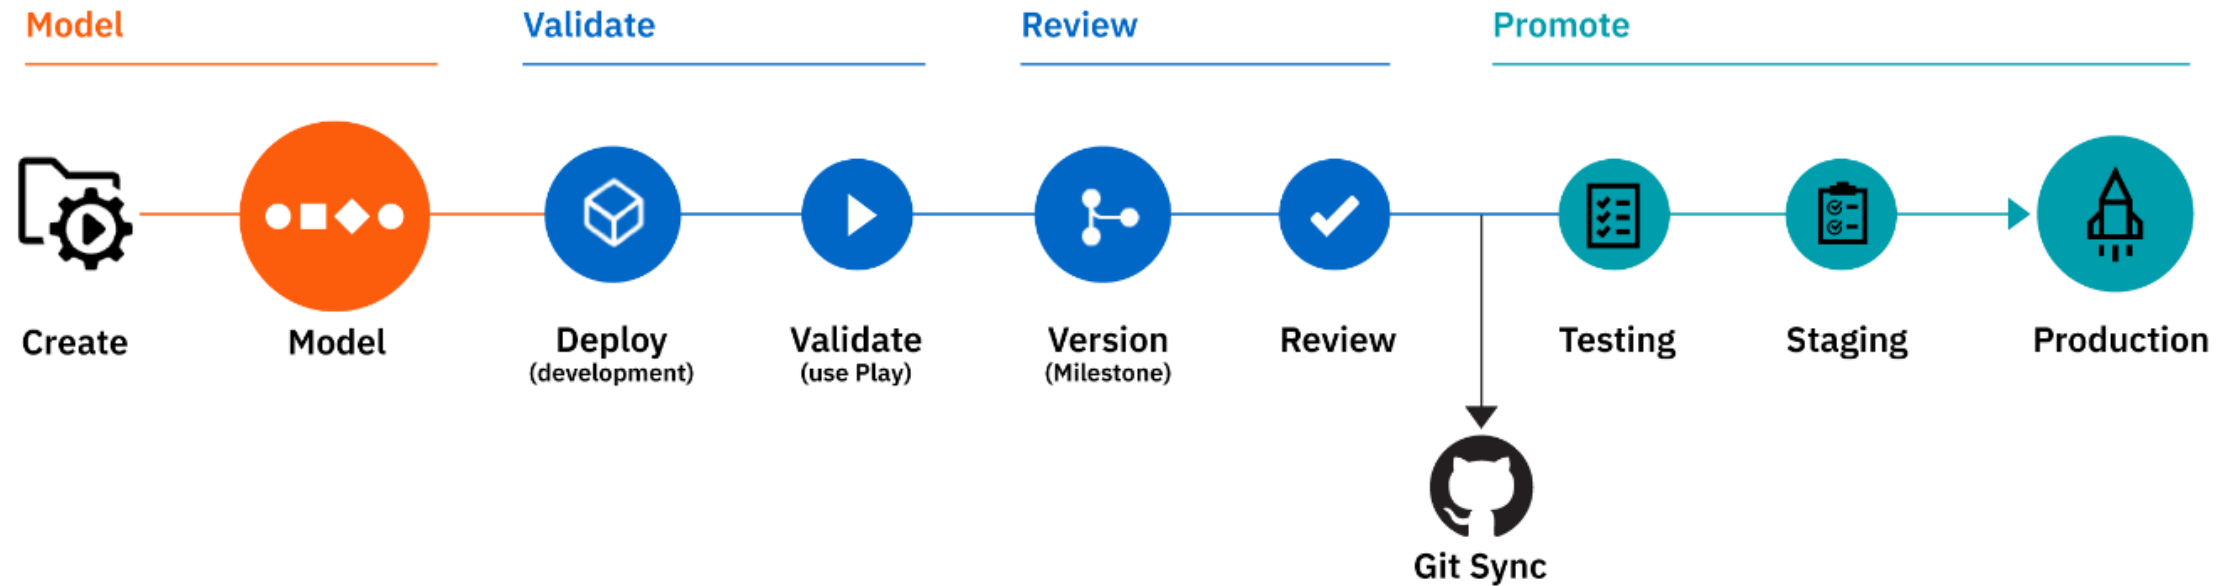 Model
Validate
Review
Promote
Create
Model
Deploy
(development)
Validate
(use Play)
Version
(Milestone)
Review
Testing
Staging
Production
Git Sync